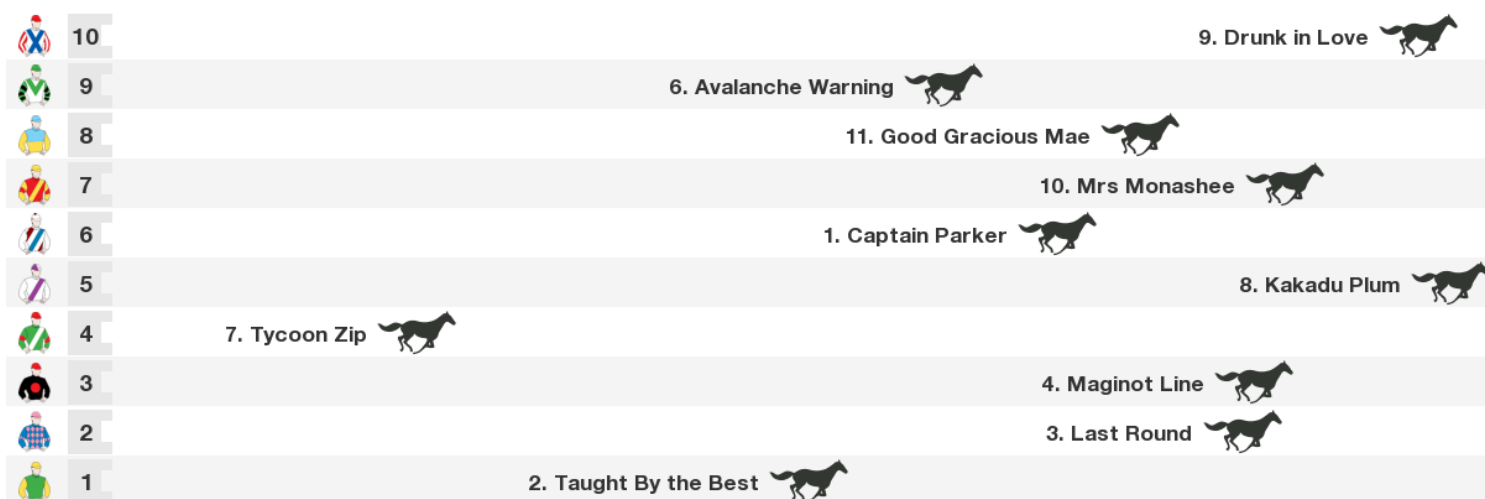 10 9. Drunk in Love
9 6. Avalanche Warning
8 11. Good Gracious Mae
7 10. Mrs Monashee
6 1. Captain Parker
5 8. Kakadu Plum
4 7. Tycoon Zip
3 4. Maginot Line
2 3. Last Round
1 2. Taught By the Best